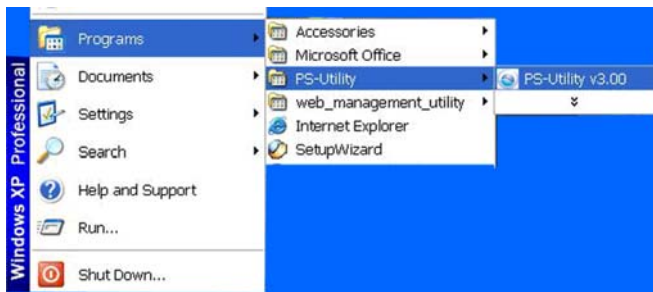 Windows XP Professional
Programs
Documents
Settings
Search
Help and Support
Run...
Shut Down...
Accessories
Microsoft Office
PS-Utility
web_management_utility
Internet Explorer
SetupWizard
PS-Utility v3.00